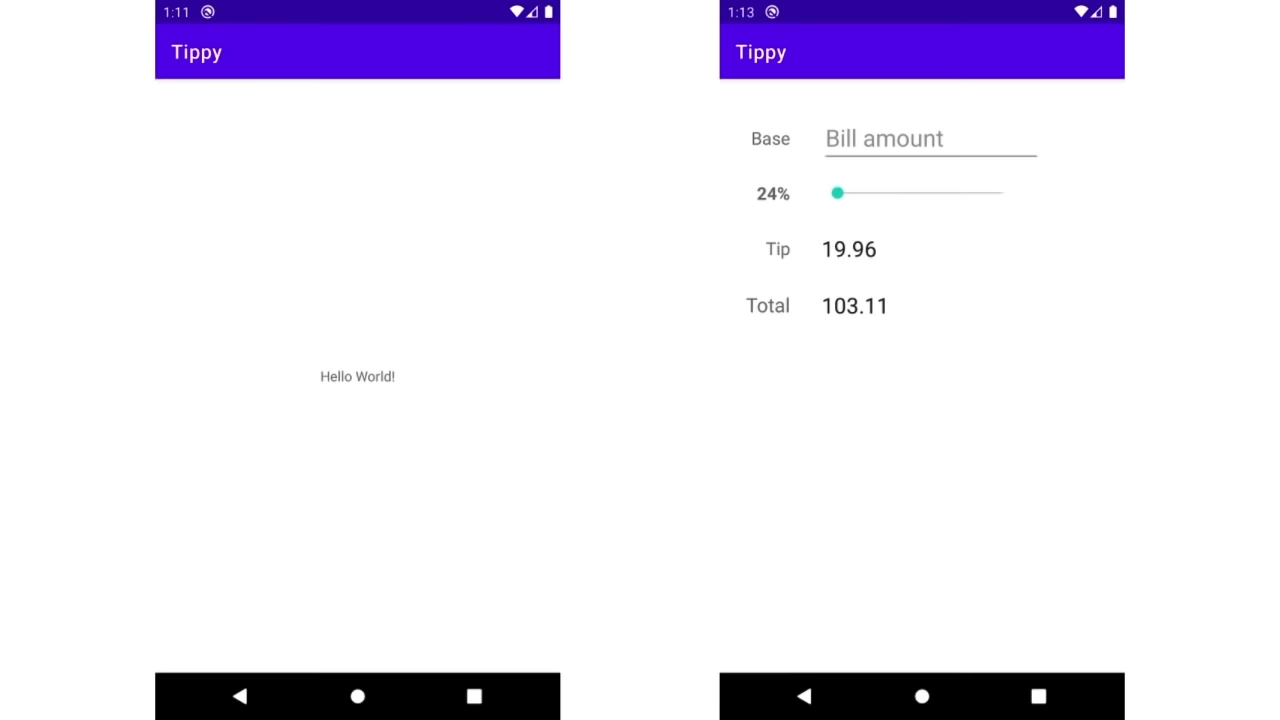 1:11
Tippy
Hello World!
1:13
Tippy
Base Bill amount
24%
Tip 19.96
Total 103.11